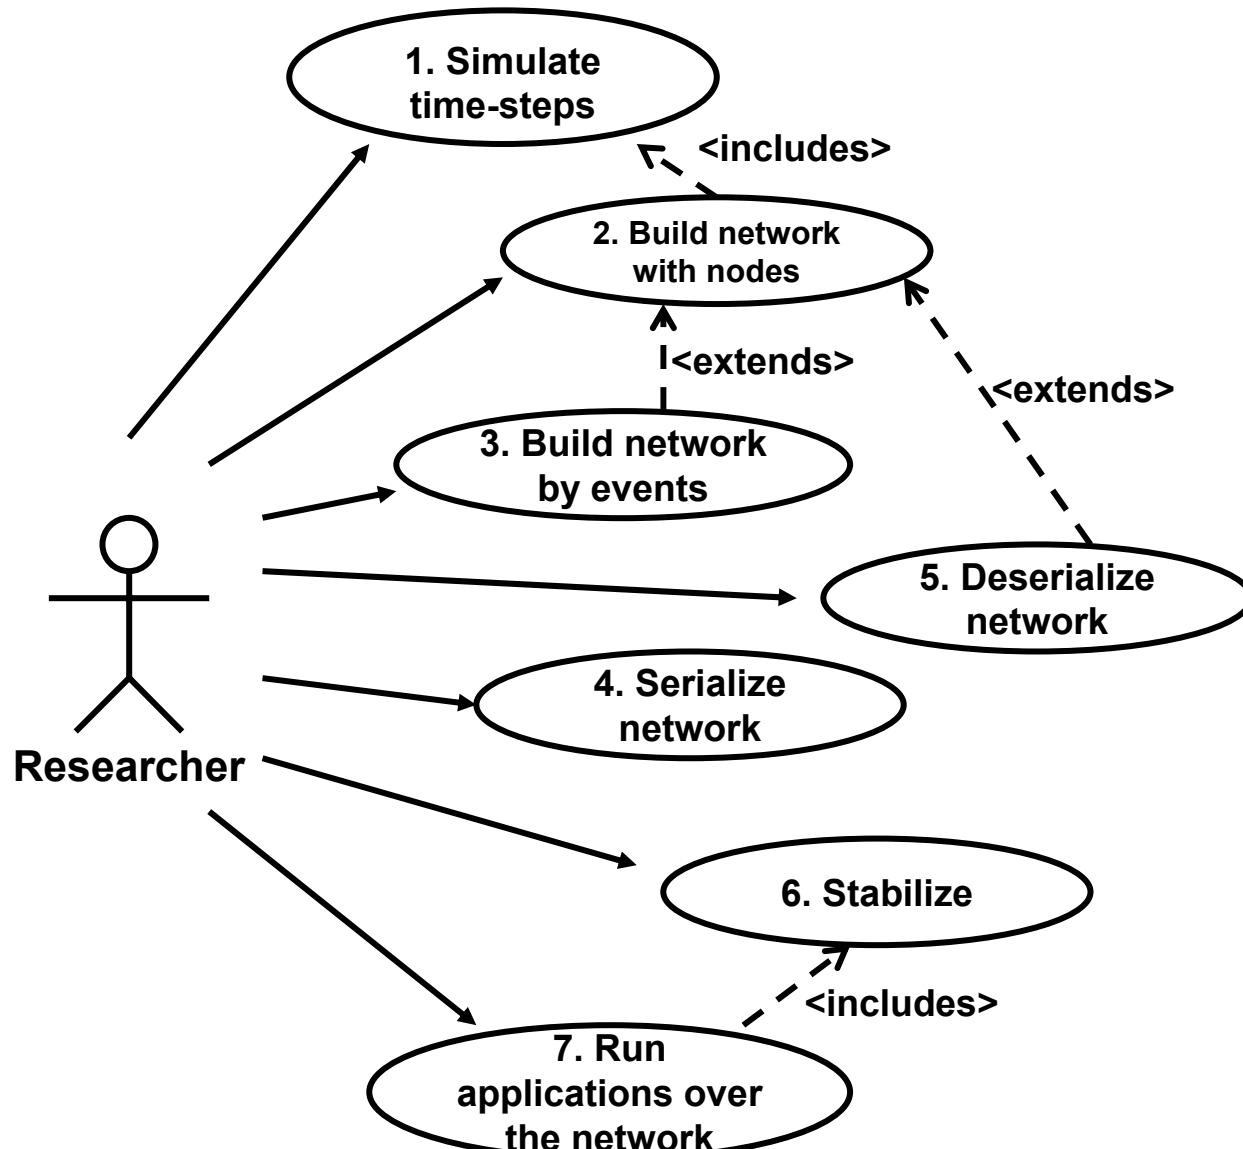 1. Simulate
time-steps
<includes>
2. Build network
with nodes
<extends>
<extends>
3. Build network
by events
5. Deserialize
network
4. Serialize
network
Researcher
6. Stabilize
<includes>
7. Run
applications over
the network